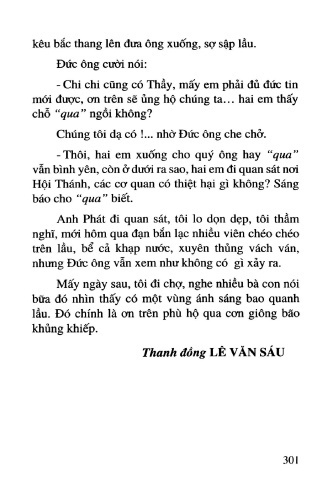 kêu bắc thang lên đưa ông xuống, sợ sập lầu.
Đức ông cười nói:
- Chi chi cũng có Thầy, mấy em phải đủ đức tin
mới được, ơn trên sẽ ủng hộ chúng ta... hai em thấy
chỗ “qua” ngồi không?
Chúng tôi dạ có !... nhờ Đức ông che chở.
- Thôi, hai em xuống cho quý ông hay “qua”
vẫn bình yên, còn ở dưới ra sao, hai em đi quan sát nơi
Hội Thánh, các cơ quan có thiệt hại gì không? Sáng
báo cho “qua” biết.
Anh Phát đi quan sát, tôi lo dọn dẹp, tôi thầm
nghĩ, mới hôm qua đạn bắn lạc nhiều viên chéo chéo
trên lầu, bể cả khạp nước, xuyên thủng vách ván,
nhưng Đức ông vẫn xem như không có gì xảy ra.
Mấy ngày sau, tôi đi chợ, nghe nhiều bà con nói
bữa đó nhìn thấy có một vùng ánh sáng bao quanh
lầu. Đó chính là ơn trên phù hộ qua cơn giông bão
khủng khiếp.
Thanh đồng LÊ VĂN SÁU
301